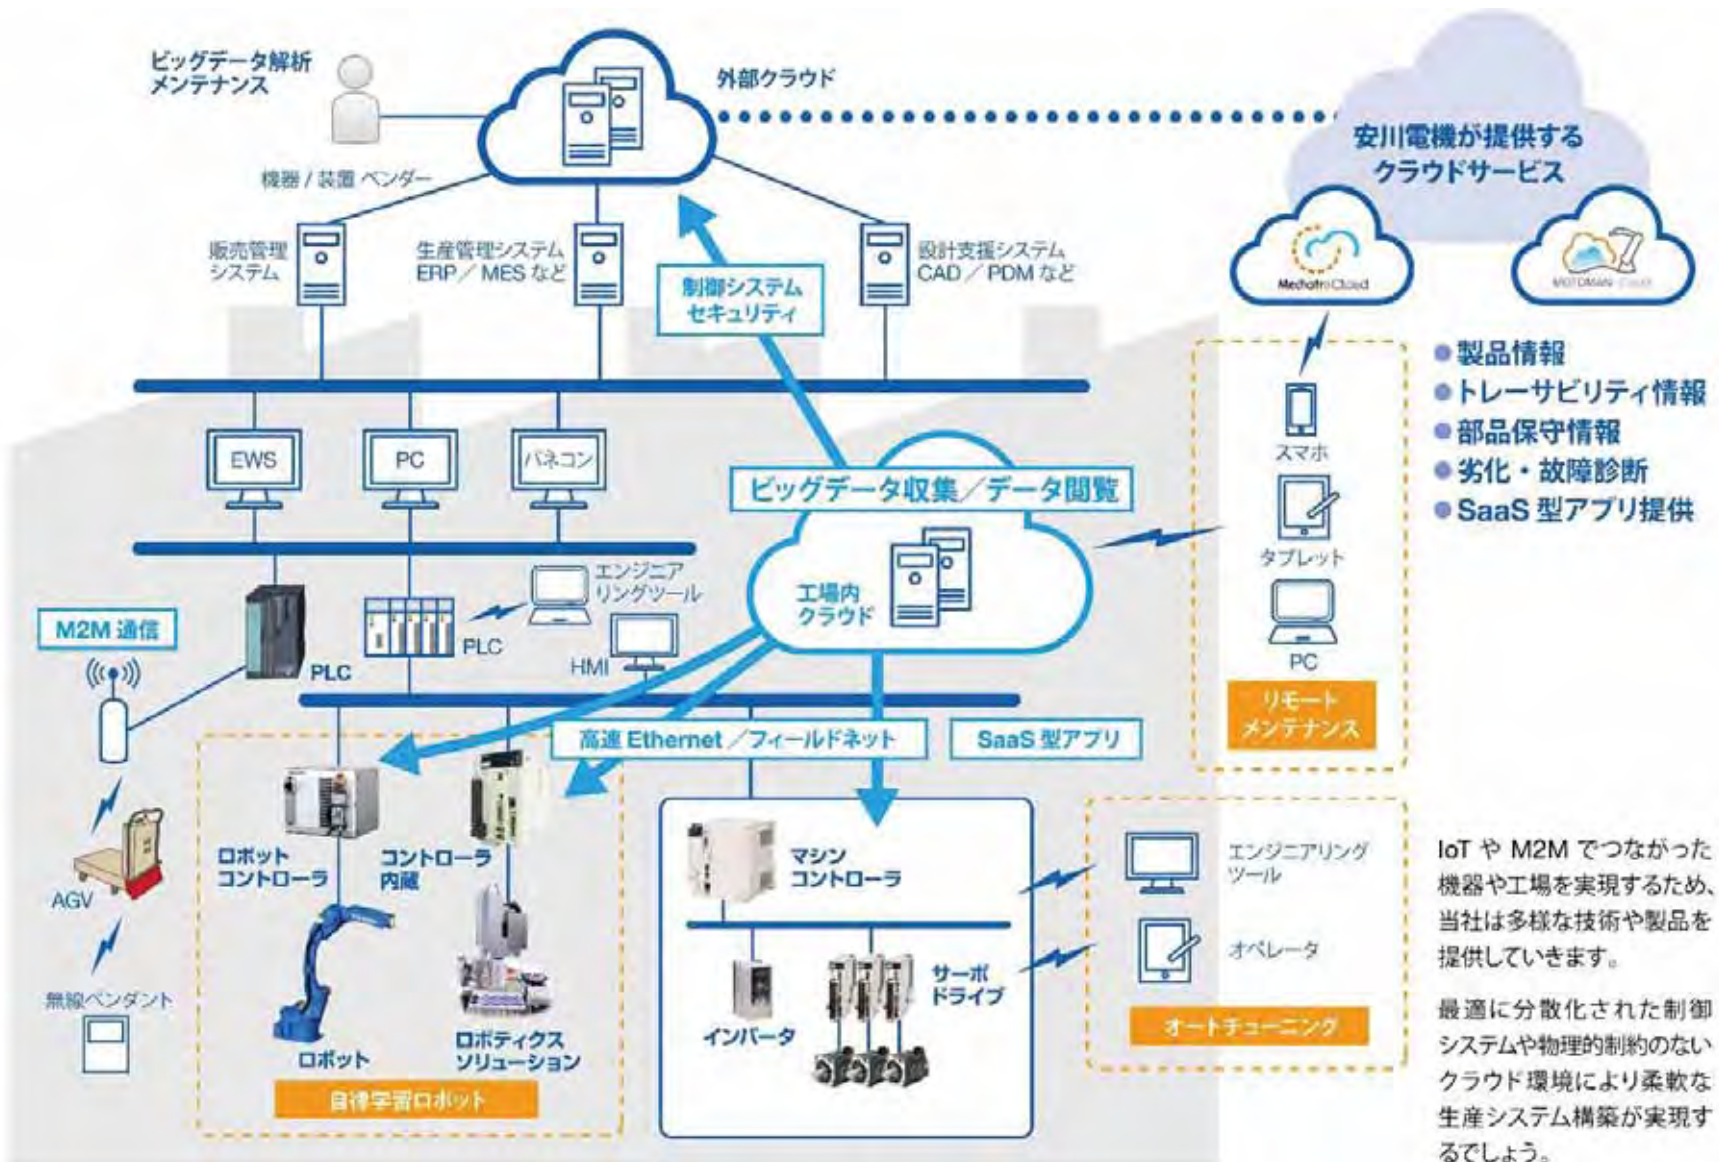 ビッグデータ解析
メンテナンス
外部クラウド
安川電機が提供する
クラウドサービス
機器 / 装置 ベンダー
販売管理
システム
生産管理システム
ERP／MES など
設計支援システム
CAD／PDM など
制御システム
セキュリティ
MechatroCloud
MOTOMAN
製品情報
トレーサビリティ情報
部品保守情報
劣化・故障診断
SaaS 型アプリ提供
スマホ
タブレット
PC
リモート
メンテナンス
EWS
PC
パネコン
ビッグデータ収集／データ閲覧
工場内
クラウド
エンジニア
リングツール
M2M 通信
PLC
PLC
HMI
高速 Ethernet／フィールドネット
SaaS 型アプリ
AGV
無線ペンダント
ロボット
コントローラ
コントローラ
内蔵
ロボット
ロボティクス
ソリューション
自律学習ロボット
マシン
コントローラ
インバータ
サーボ
ドライブ
エンジニアリング
ツール
オペレータ
オートチューニング
IoT や M2M でつながった
機器や工場を実現するため、
当社は多様な技術や製品を
提供していきます。
最適に分散化された制御
システムや物理的制約のない
クラウド環境により柔軟な
生産システム構築が実現す
るでしょう。